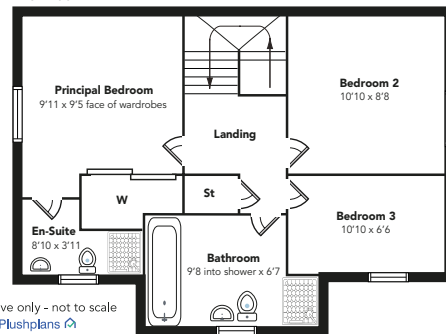 Principal Bedroom
9'11 x 9'5 face of wardrobes
Bedroom 2
10'10 x 8'8
Landing
W
St
En-Suite
8'10 x 3'11
Bedroom 3
10'10 x 6'6
Bathroom
9'8 into shower x 6'7
only - not to scale
Plushplans